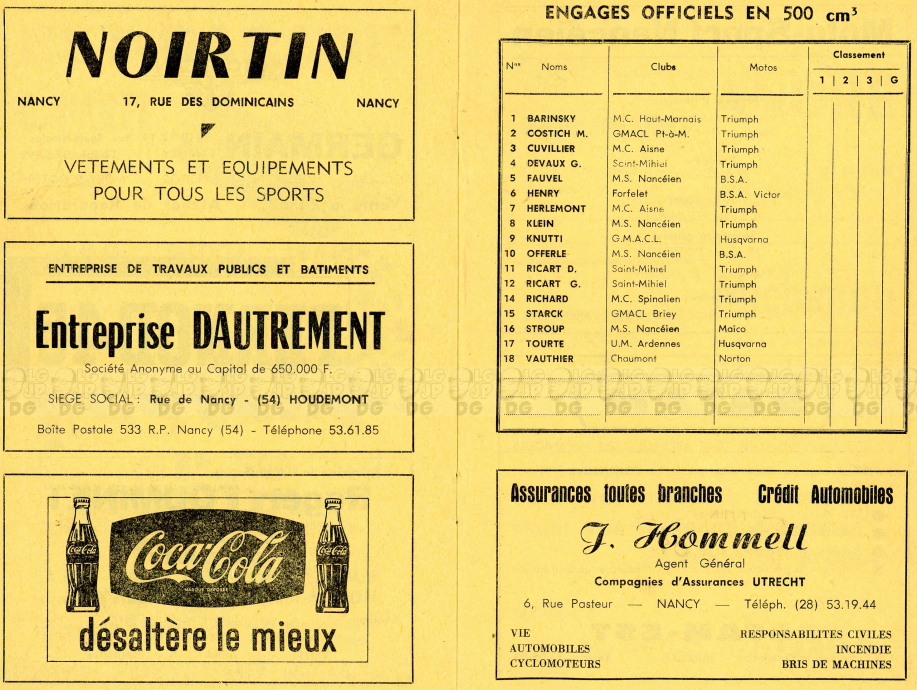 NOIRTIN
NANCY 17, RUE DES DOMINICAINS NANCY
VETEMENTS ET EQUIPEMENTS
POUR TOUS LES SPORTS
ENTREPRISE DE TRAVAUX PUBLICS ET BATIMENTS
Entreprise DAUTREMENT
Société Anonyme au Capital de 650.000 F.
SIEGE SOCIAL : Rue de Nancy - (54) HOUDEMONT
Boîte Postale 533 R.P. Nancy (54) - Téléphone 53.61.85
Coca-Cola
Coca-Cola
Coca-Cola
MARQUE DÉPOSÉE
désaltère le mieux
ENGAGES OFFICIELS EN 500 cm³
Nos Noms Clubs Motos Classement
1 | 2 | 3 | G
1 BARINSKY M.C. Haut-Marnais Triumph
2 COSTICH M. GMACL Pt-à-M. Triumph
3 CUVILLIER M.C. Aisne Triumph
4 DEVAUX G. Saint-Mihiel Triumph
5 FAUVEL M.S. Nancéien B.S.A.
6 HENRY Forfelet B.S.A. Victor
7 HERLEMONT M.C. Aisne Triumph
8 KLEIN M.S. Nancéien Triumph
9 KNUTTI G.M.A.C.L. Husqvarna
10 OFFERLE M.S. Nancéien B.S.A.
11 RICART D. Saint-Mihiel Triumph
12 RICART G. Saint-Mihiel Triumph
14 RICHARD M.C. Spinalien Triumph
15 STARCK GMACL Briey Triumph
16 STROUP M.S. Nancéien Maïco
17 TOURTE U.M. Ardennes Husqvarna
18 VAUTHIER Chaumont Norton
Assurances toutes branches Crédit Automobiles
J. Hommell
Agent Général
Compagnies d'Assurances UTRECHT
6, Rue Pasteur — NANCY — Téléph. (28) 53.19.44
VIE RESPONSABILITES CIVILES
AUTOMOBILES INCENDIE
CYCLOMOTEURS BRIS DE MACHINES